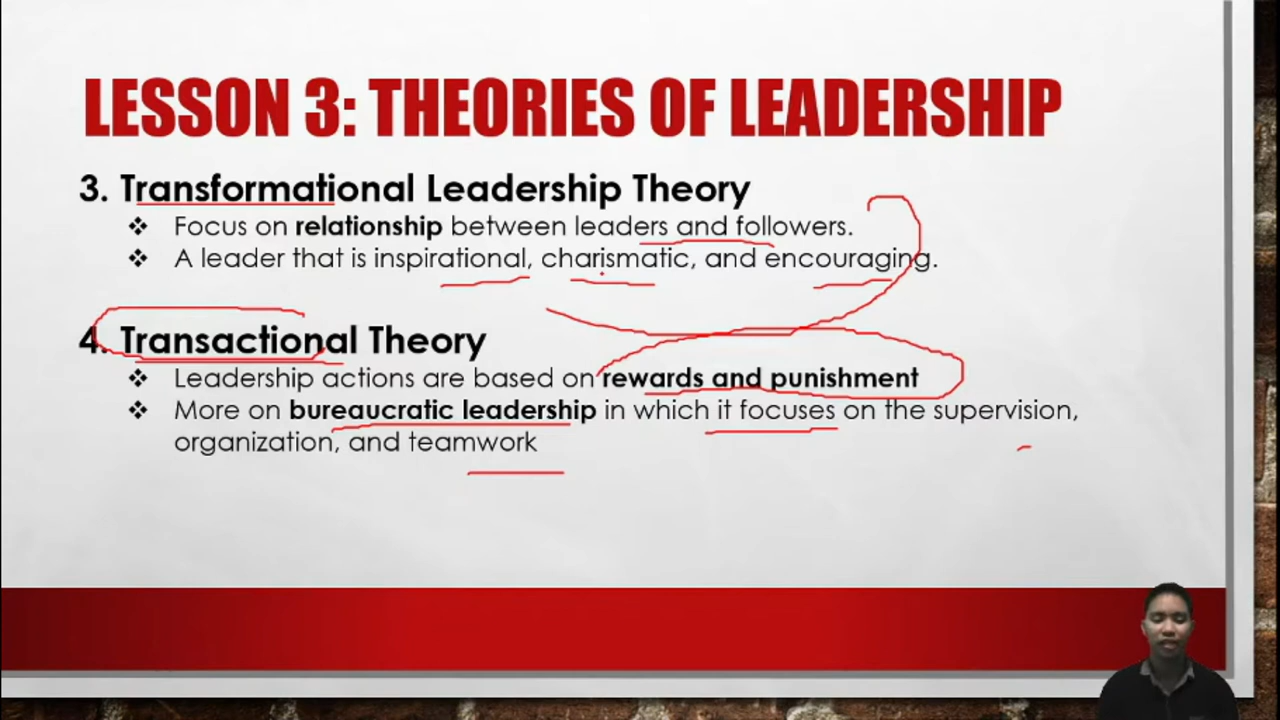 LESSON 3: THEORIES OF LEADERSHIP
3. Transformational Leadership Theory
❖ Focus on relationship between leaders and followers.
❖ A leader that is inspirational, charismatic, and encouraging.
4. Transactional Theory
❖ Leadership actions are based on rewards and punishment
❖ More on bureaucratic leadership in which it focuses on the supervision,
organization, and teamwork